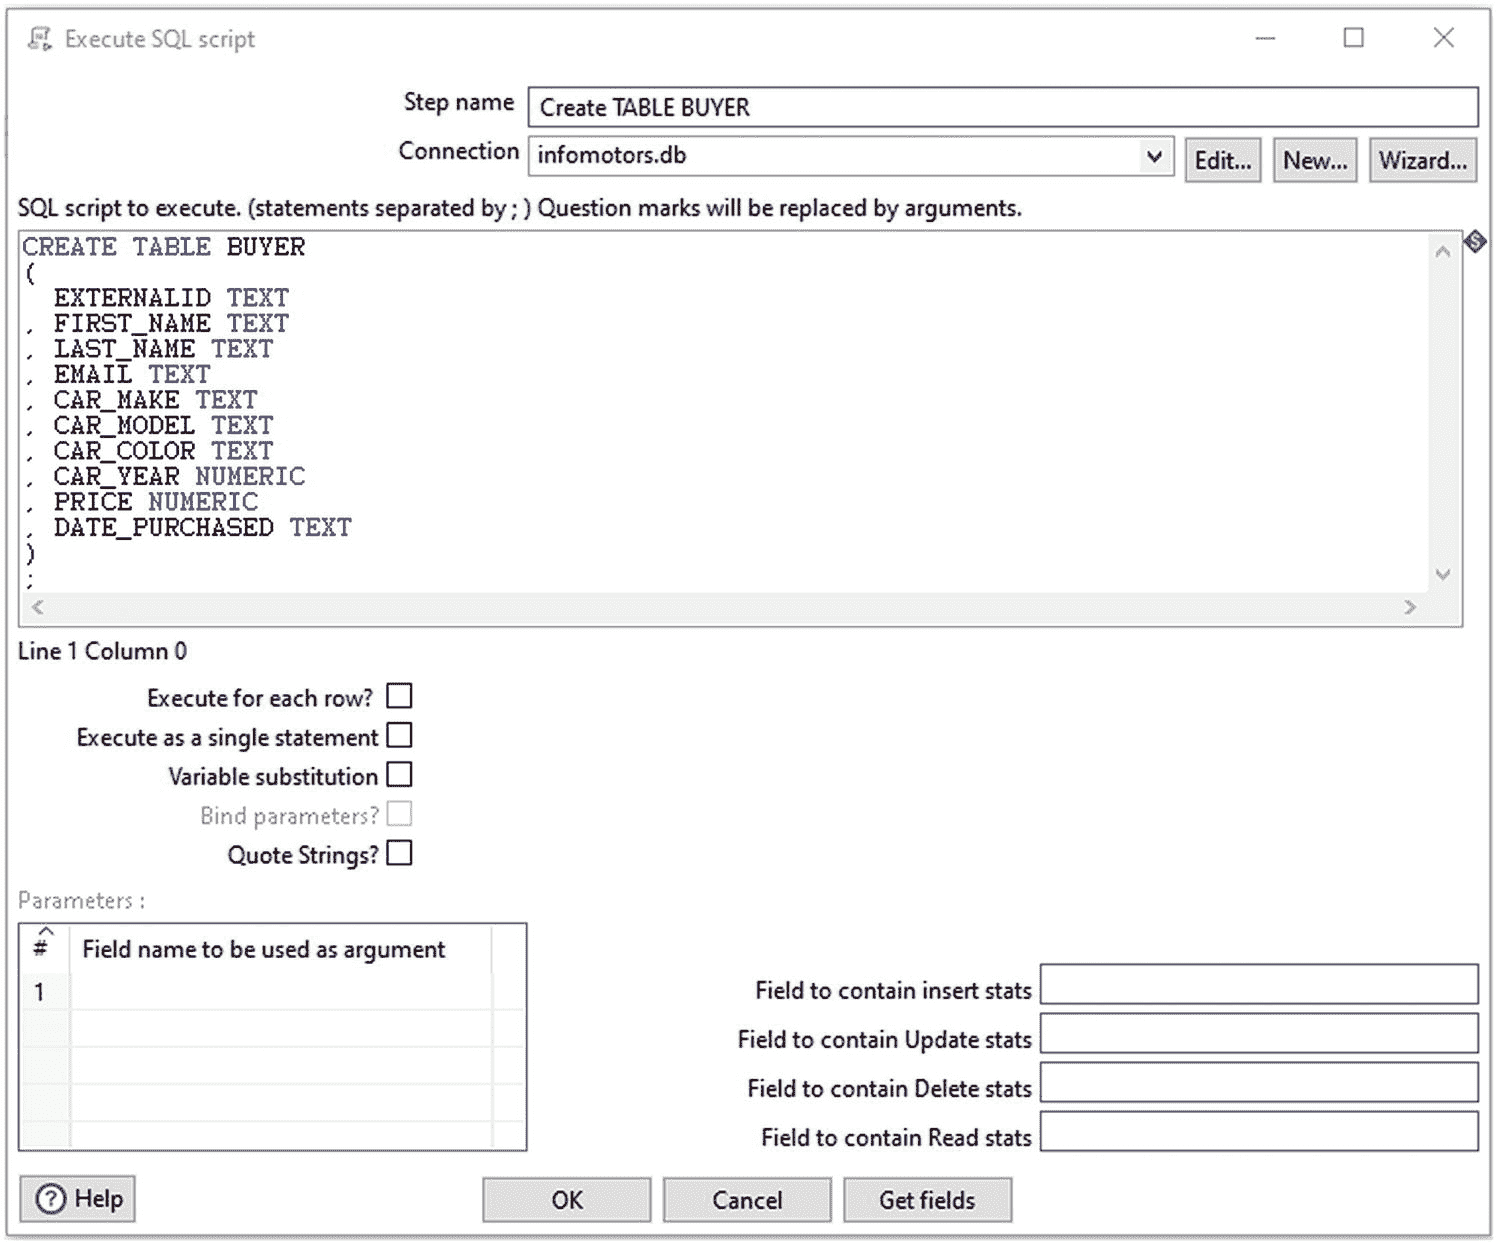 Execute SQL script
Step name Create TABLE BUYER
Connection infomotors.db Edit... New... Wizard...
SQL script to execute. (statements separated by ; ) Question marks will be replaced by arguments.
CREATE TABLE BUYER
(
EXTERNALID TEXT
, FIRST_NAME TEXT
, LAST_NAME TEXT
, EMAIL TEXT
, CAR_MAKE TEXT
, CAR_MODEL TEXT
, CAR_COLOR TEXT
, CAR_YEAR NUMERIC
, PRICE NUMERIC
, DATE_PURCHASED TEXT
)
;
Line 1 Column 0
Execute for each row?
Execute as a single statement
Variable substitution
Bind parameters?
Quote Strings?
Parameters :
# Field name to be used as argument
1
Field to contain insert stats
Field to contain Update stats
Field to contain Delete stats
Field to contain Read stats
? Help OK Cancel Get fields